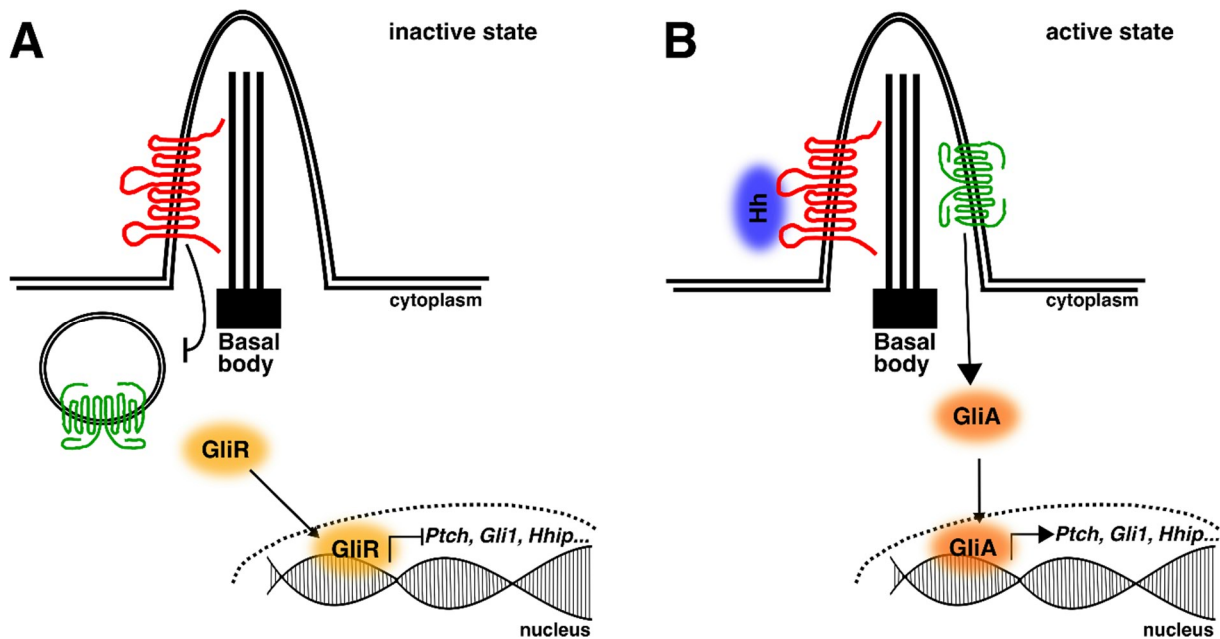 A
inactive state
cytoplasm
Basal
body
GliR
GliR
Ptch, Gli1, Hhip...
nucleus
B
active state
Hh
cytoplasm
Basal
body
GliA
GliA
Ptch, Gli1, Hhip...
nucleus